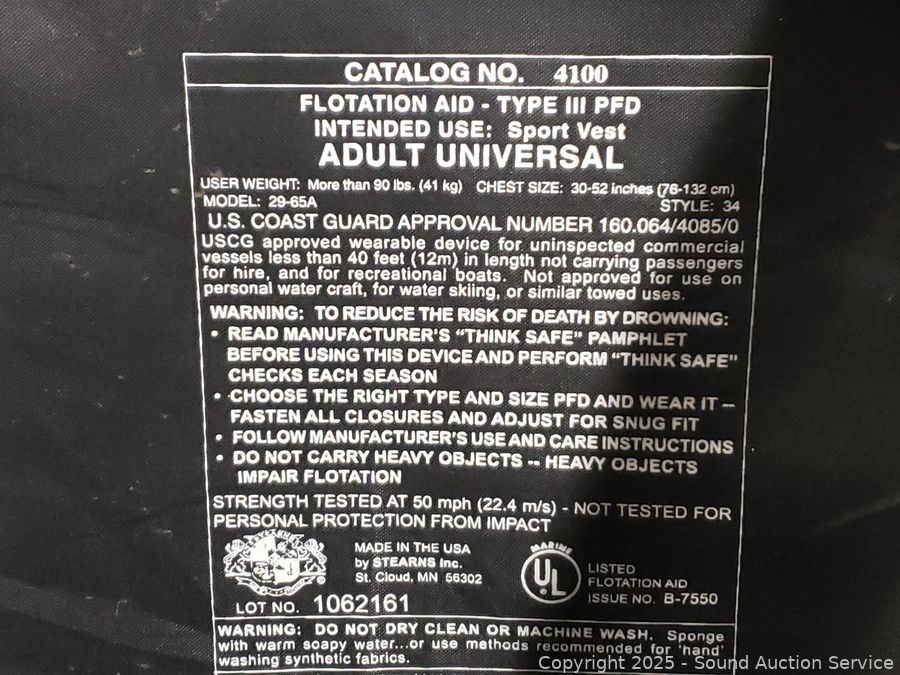 CATALOG NO. 4100
FLOTATION AID - TYPE III PFD
INTENDED USE: Sport Vest
ADULT UNIVERSAL
USER WEIGHT: More than 90 lbs. (41 kg) CHEST SIZE: 30-52 inches (76-132 cm)
MODEL: 29-65A STYLE: 34
U.S. COAST GUARD APPROVAL NUMBER 160.064/4085/0
USCG approved wearable device for uninspected commercial
vessels less than 40 feet (12m) in length not carrying passengers
for hire, and for recreational boats. Not approved for use on
personal water craft, for water skiing, or similar towed uses.
WARNING: TO REDUCE THE RISK OF DEATH BY DROWNING:
• READ MANUFACTURER'S "THINK SAFE" PAMPHLET
BEFORE USING THIS DEVICE AND PERFORM "THINK SAFE"
CHECKS EACH SEASON
• CHOOSE THE RIGHT TYPE AND SIZE PFD AND WEAR IT --
FASTEN ALL CLOSURES AND ADJUST FOR SNUG FIT
• FOLLOW MANUFACTURER'S USE AND CARE INSTRUCTIONS
• DO NOT CARRY HEAVY OBJECTS -- HEAVY OBJECTS
IMPAIR FLOTATION
STRENGTH TESTED AT 50 mph (22.4 m/s) - NOT TESTED FOR
PERSONAL PROTECTION FROM IMPACT
MADE IN THE USA
by STEARNS Inc.
St. Cloud, MN 56302
LOT NO. 1062161
MARINE
UL
LISTED
FLOTATION AID
ISSUE NO. B-7550
WARNING: DO NOT DRY CLEAN OR MACHINE WASH. Sponge
with warm soapy water...or use methods recommended for 'hand'
washing synthetic fabrics.
Copyright 2025 - Sound Auction Service